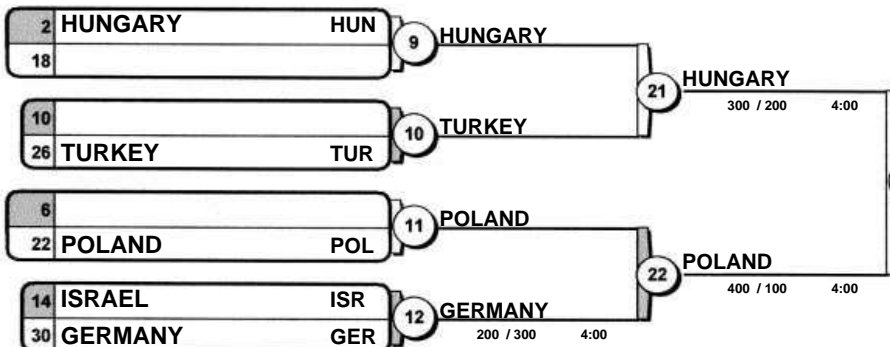 2 HUNGARY HUN
18
9 HUNGARY
10
26 TURKEY TUR
10 TURKEY
21 HUNGARY
300 / 200 4:00
6
22 POLAND POL
11 POLAND
14 ISRAEL ISR
30 GERMANY GER
12 GERMANY
200 / 300 4:00
22 POLAND
400 / 100 4:00